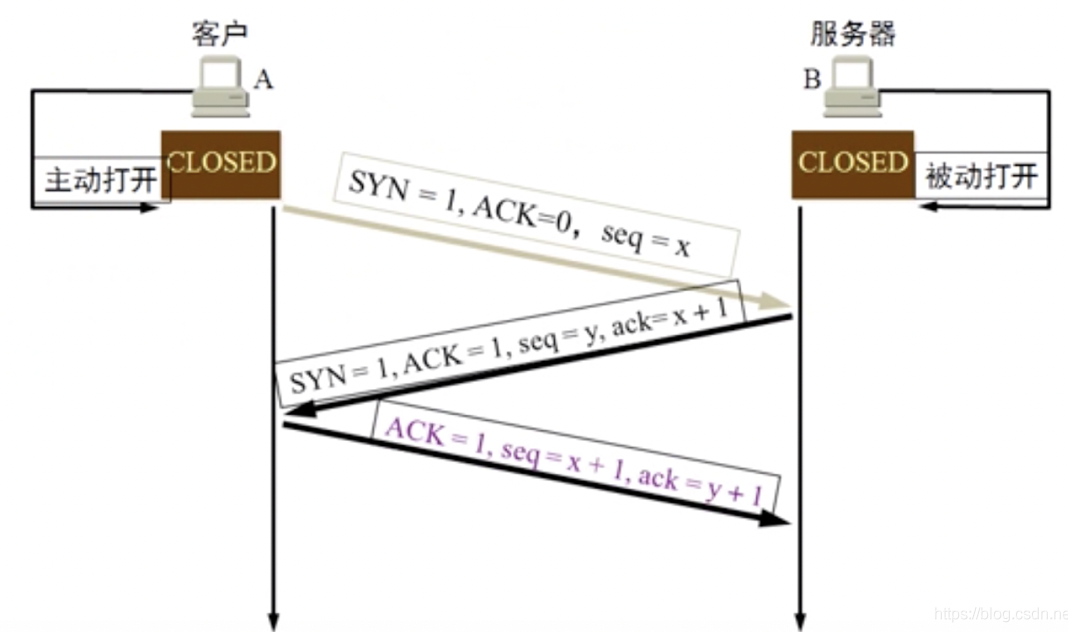 客户
服务器
A
B
CLOSED
CLOSED
主动打开
被动打开
SYN = 1, ACK=0，seq = x
SYN = 1, ACK = 1, seq = y, ack= x + 1
ACK = 1, seq = x + 1, ack = y + 1
https://blog.csdn.ne